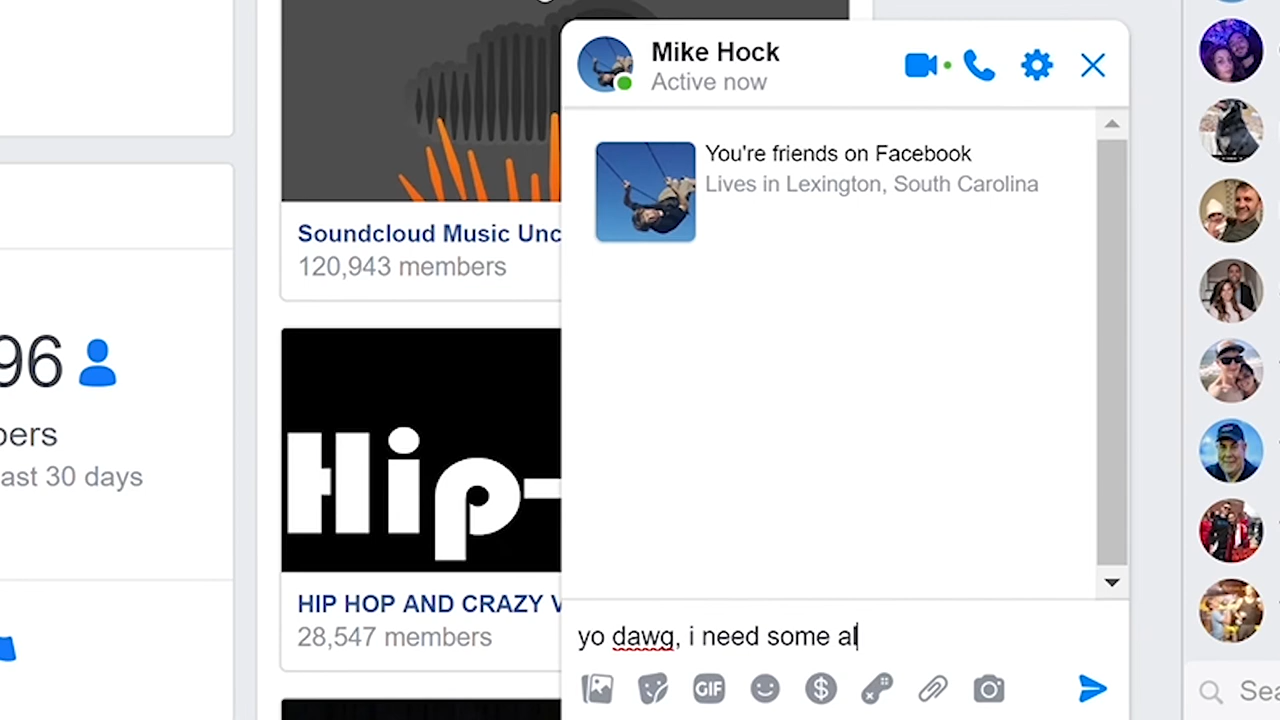 Mike Hock
Active now
You're friends on Facebook
Lives in Lexington, South Carolina
Soundcloud Music Unc
120,943 members
96
bers
ast 30 days
Hip-
HIP HOP AND CRAZY V
28,547 members
yo dawg, i need some al
GIF
$
Sea